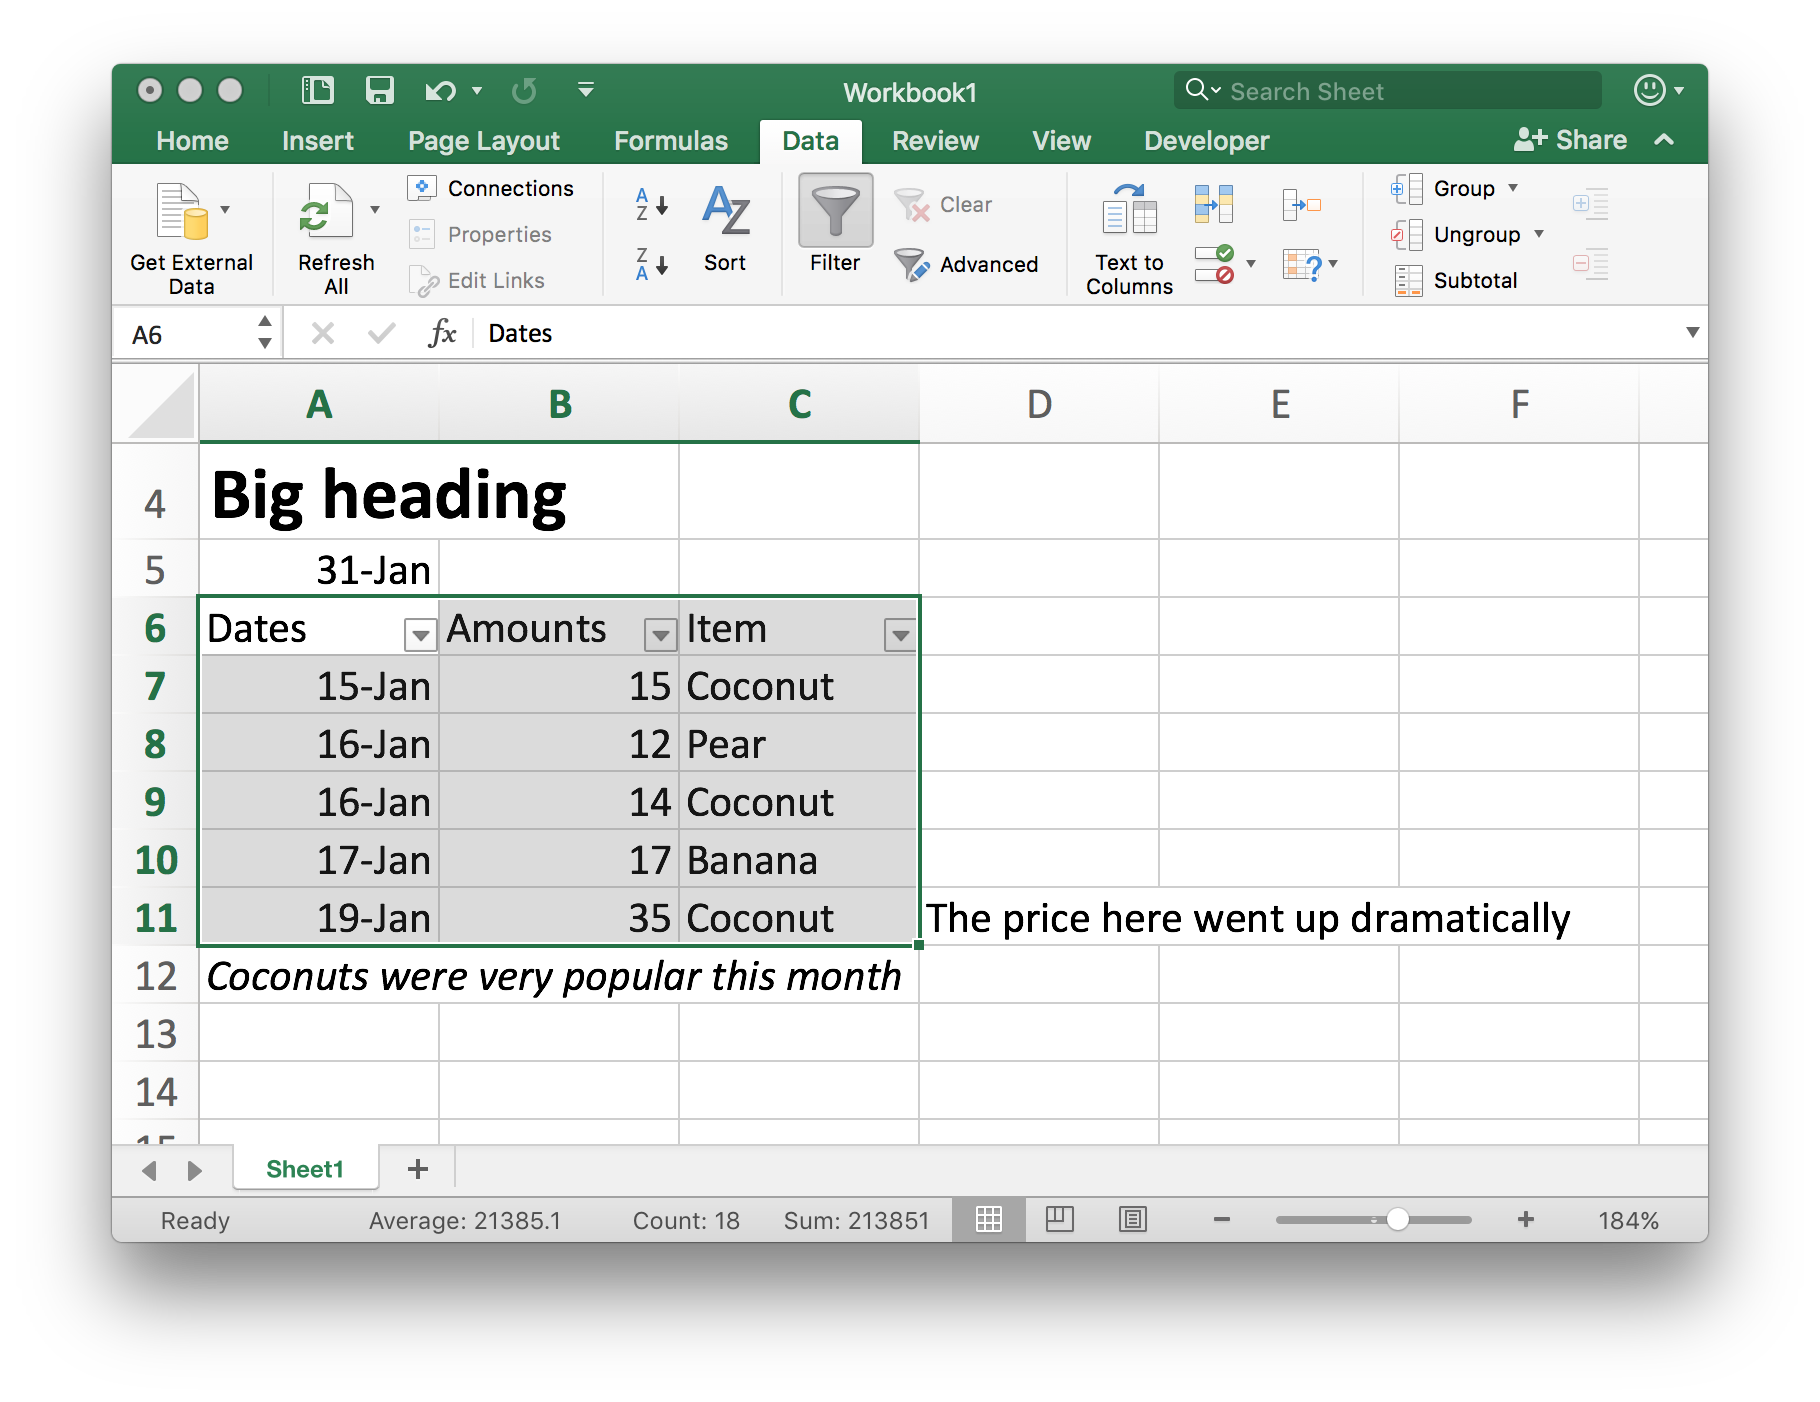 Workbook1
Search Sheet
Home Insert Page Layout Formulas Data Review View Developer Share
Get External Data
Refresh All
Connections
Properties
Edit Links
A Z
Z A
Sort
Filter
Clear
Advanced
Text to Columns
Group
Ungroup
Subtotal
A6 fx Dates
A B C D E F
4 Big heading
5 31-Jan
6 Dates Amounts Item
7 15-Jan 15 Coconut
8 16-Jan 12 Pear
9 16-Jan 14 Coconut
10 17-Jan 17 Banana
11 19-Jan 35 Coconut The price here went up dramatically
12 Coconuts were very popular this month
13
14
15
Sheet1
Ready Average: 21385.1 Count: 18 Sum: 213851 184%